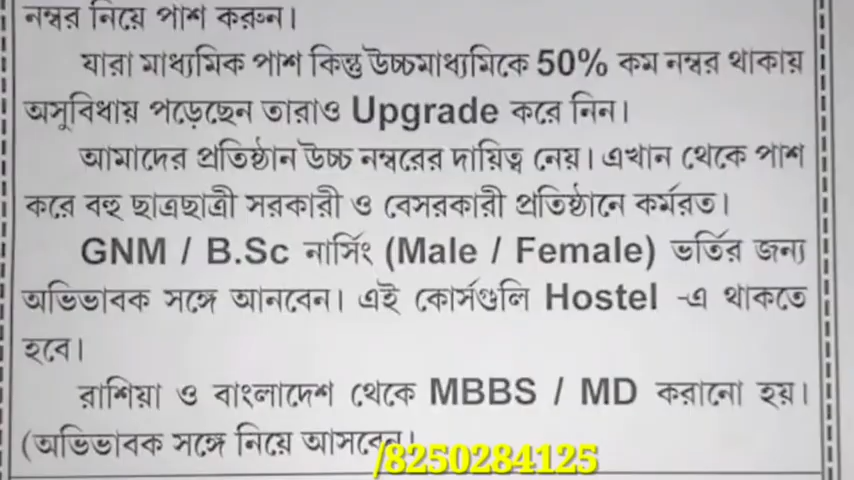 নম্বর নিয়ে পাশ করুন।
যারা মাধ্যমিক পাশ কিন্তু উচ্চমাধ্যমিকে 50% কম নম্বর থাকায়
অসুবিধায় পড়েছেন তারাও Upgrade করে নিন।
আমাদের প্রতিষ্ঠান উচ্চ নম্বরের দায়িত্ব নেয়। এখান থেকে পাশ
করে বহু ছাত্রছাত্রী সরকারী ও বেসরকারী প্রতিষ্ঠানে কর্মরত।
GNM / B.Sc নার্সিং (Male / Female) ভর্তির জন্য
অভিভাবক সঙ্গে আনবেন। এই কোর্সগুলি Hostel -এ থাকতে
হবে।
রাশিয়া ও বাংলাদেশ থেকে MBBS / MD করানো হয়।
(অভিভাবক সঙ্গে নিয়ে আসবেন।
/8250284125